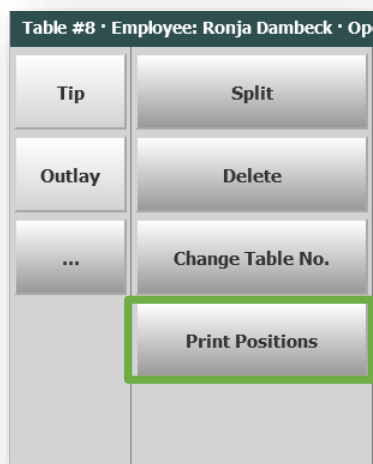 Table #8 · Employee: Ronja Dambeck · Op
Tip
Split
Outlay
Delete
...
Change Table No.
Print Positions